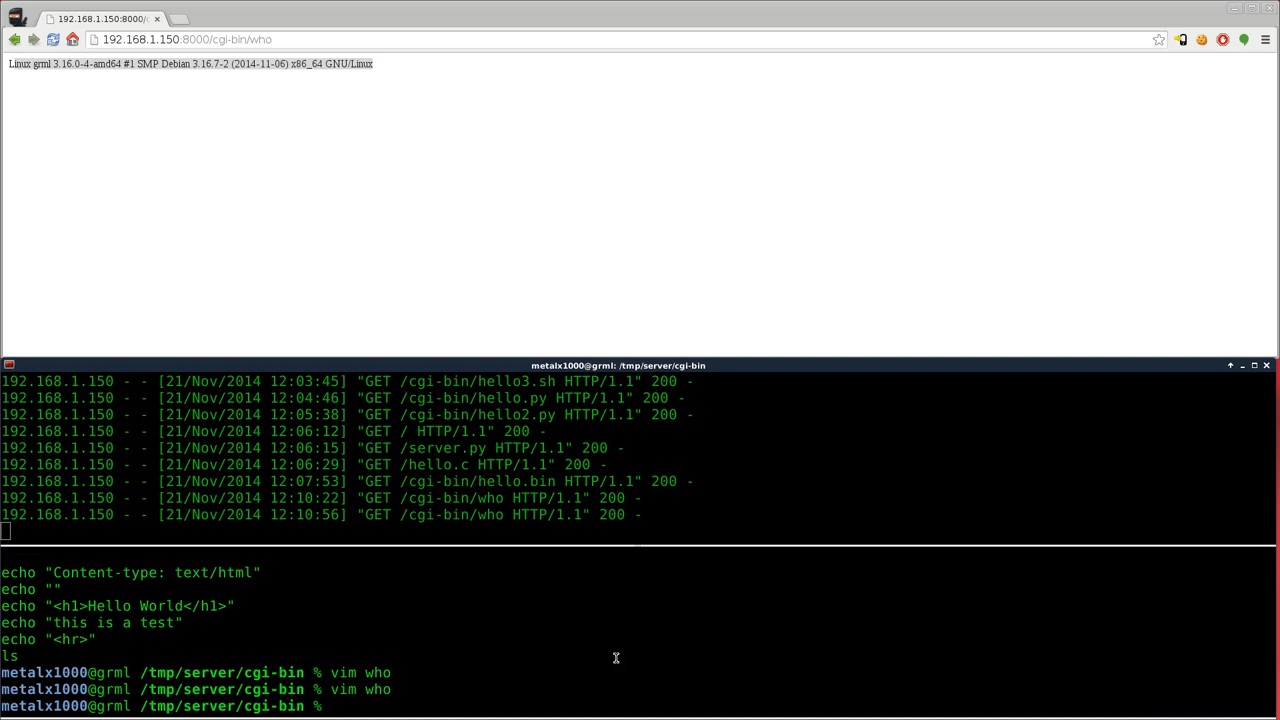 192.168.1.150:8000/c
192.168.1.150:8000/cgi-bin/who
Linux grml 3.16.0-4-amd64 #1 SMP Debian 3.16.7-2 (2014-11-06) x86_64 GNU/Linux
metalx1000@grml: /tmp/server/cgi-bin
192.168.1.150 - - [21/Nov/2014 12:03:45] "GET /cgi-bin/hello3.sh HTTP/1.1" 200 -
192.168.1.150 - - [21/Nov/2014 12:04:46] "GET /cgi-bin/hello.py HTTP/1.1" 200 -
192.168.1.150 - - [21/Nov/2014 12:05:38] "GET /cgi-bin/hello2.py HTTP/1.1" 200 -
192.168.1.150 - - [21/Nov/2014 12:06:12] "GET / HTTP/1.1" 200 -
192.168.1.150 - - [21/Nov/2014 12:06:15] "GET /server.py HTTP/1.1" 200 -
192.168.1.150 - - [21/Nov/2014 12:06:29] "GET /hello.c HTTP/1.1" 200 -
192.168.1.150 - - [21/Nov/2014 12:07:53] "GET /cgi-bin/hello.bin HTTP/1.1" 200 -
192.168.1.150 - - [21/Nov/2014 12:10:22] "GET /cgi-bin/who HTTP/1.1" 200 -
192.168.1.150 - - [21/Nov/2014 12:10:56] "GET /cgi-bin/who HTTP/1.1" 200 -
echo "Content-type: text/html"
echo ""
echo "<h1>Hello World</h1>"
echo "this is a test"
echo "<hr>"
ls
metalx1000@grml /tmp/server/cgi-bin % vim who
metalx1000@grml /tmp/server/cgi-bin % vim who
metalx1000@grml /tmp/server/cgi-bin %